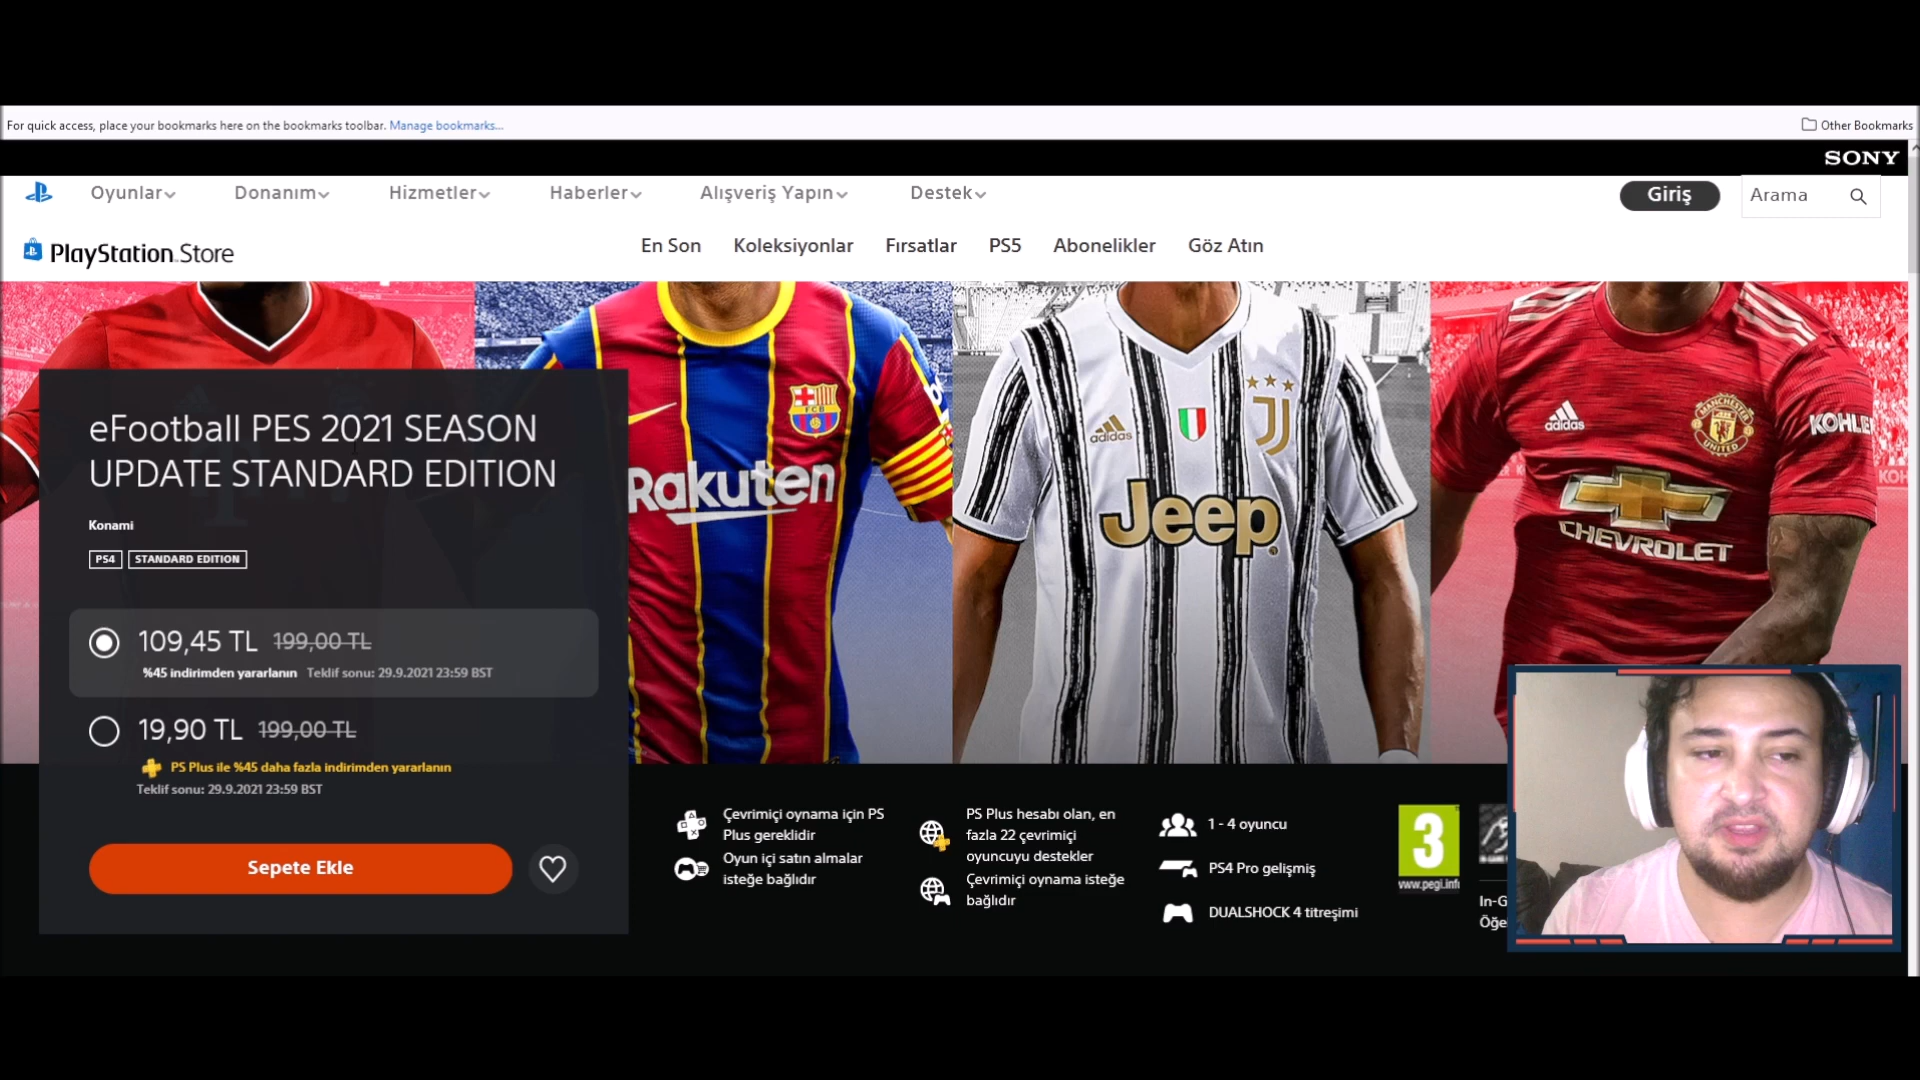 For quick access, place your bookmarks here on the bookmarks toolbar. Manage bookmarks...
Other Bookmarks
SONY
Oyunlar
Donanım
Hizmetler
Haberler
Alışveriş Yapın
Destek
Giriş
Arama
PlayStation Store
En Son
Koleksiyonlar
Fırsatlar
PS5
Abonelikler
Göz Atın
eFootball PES 2021 SEASON
UPDATE STANDARD EDITION
Konami
PS4
STANDARD EDITION
109,45 TL 199,00 TL
%45 indirimden yararlanın Teklif sonu: 29.9.2021 23:59 BST
19,90 TL 199,00 TL
PS Plus ile %45 daha fazla indirimden yararlanın
Teklif sonu: 29.9.2021 23:59 BST
Sepete Ekle
FCB
Rakuten
adidas
Jeep
adidas
MANCHESTER
UNITED
KOHLE
CHEVROLET
Çevrimiçi oynama için PS
Plus gereklidir
Oyun içi satın almalar
isteğe bağlıdır
PS Plus hesabı olan, en
fazla 22 çevrimiçi
oyuncuyu destekler
Çevrimiçi oynama isteğe
bağlıdır
1 - 4 oyuncu
PS4 Pro gelişmiş
DUALSHOCK 4 titreşimi
3
www.pegi.info
In-G
Öğe